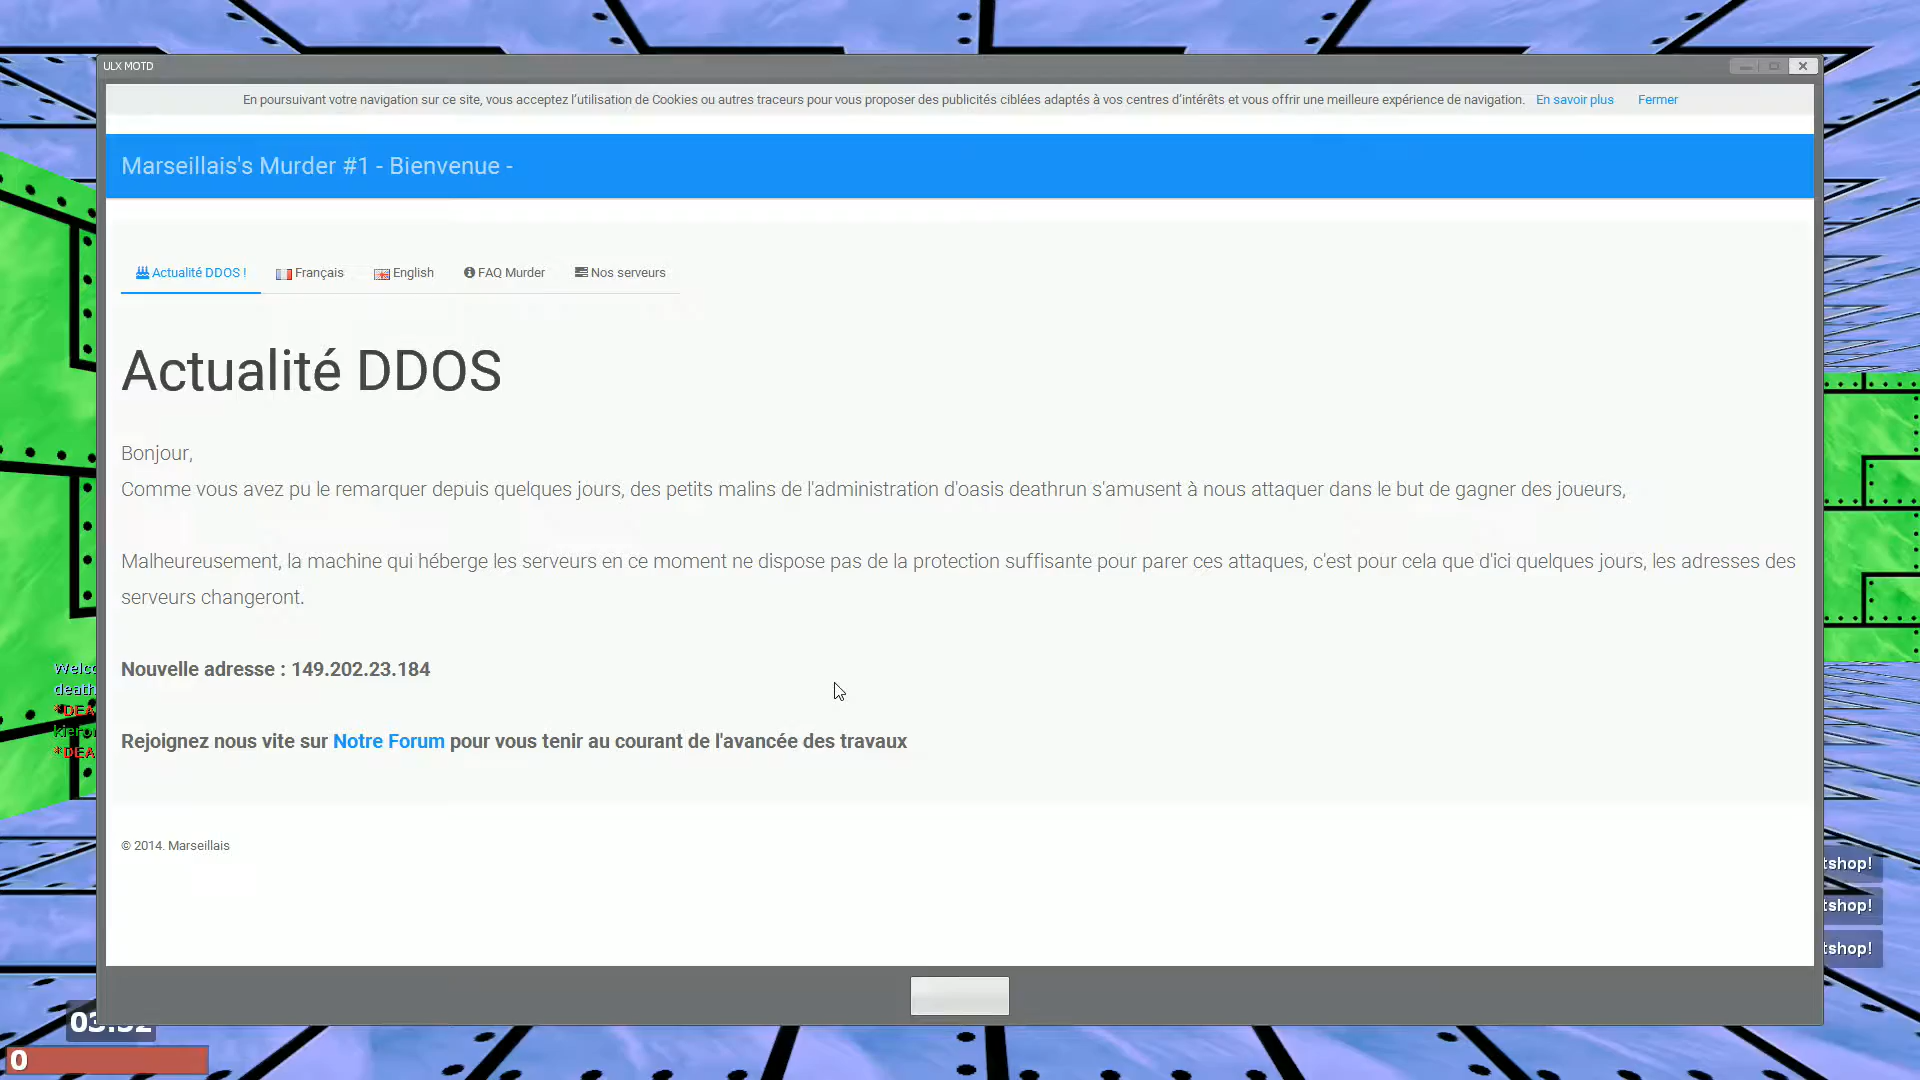 ULX MOTD
En poursuivant votre navigation sur ce site, vous acceptez l'utilisation de Cookies ou autres traceurs pour vous proposer des publicités ciblées adaptés à vos centres d'intérêts et vous offrir une meilleure expérience de navigation. En savoir plus Fermer
Marseillais's Murder #1 - Bienvenue -
Actualité DDOS ! Français English FAQ Murder Nos serveurs
Actualité DDOS
Bonjour,
Comme vous avez pu le remarquer depuis quelques jours, des petits malins de l'administration d'oasis deathrun s'amusent à nous attaquer dans le but de gagner des joueurs,
Malheureusement, la machine qui héberge les serveurs en ce moment ne dispose pas de la protection suffisante pour parer ces attaques, c'est pour cela que d'ici quelques jours, les adresses des
serveurs changeront.
Nouvelle adresse : 149.202.23.184
Rejoignez nous vite sur Notre Forum pour vous tenir au courant de l'avancée des travaux
© 2014. Marseillais
Welc
death
*DEA
kieron
*DEA
tshop!
tshop!
tshop!
0